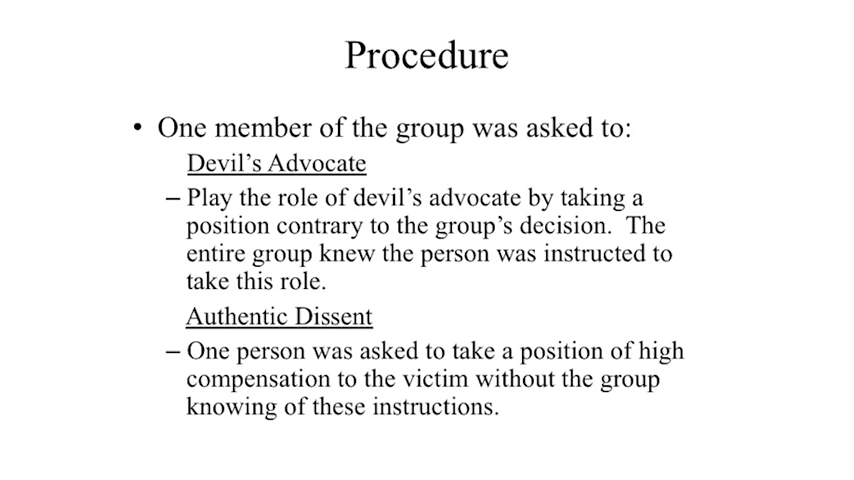 Procedure
• One member of the group was asked to:
Devil’s Advocate
– Play the role of devil’s advocate by taking a
position contrary to the group’s decision.  The
entire group knew the person was instructed to
take this role.
Authentic Dissent
– One person was asked to take a position of high
compensation to the victim without the group
knowing of these instructions.